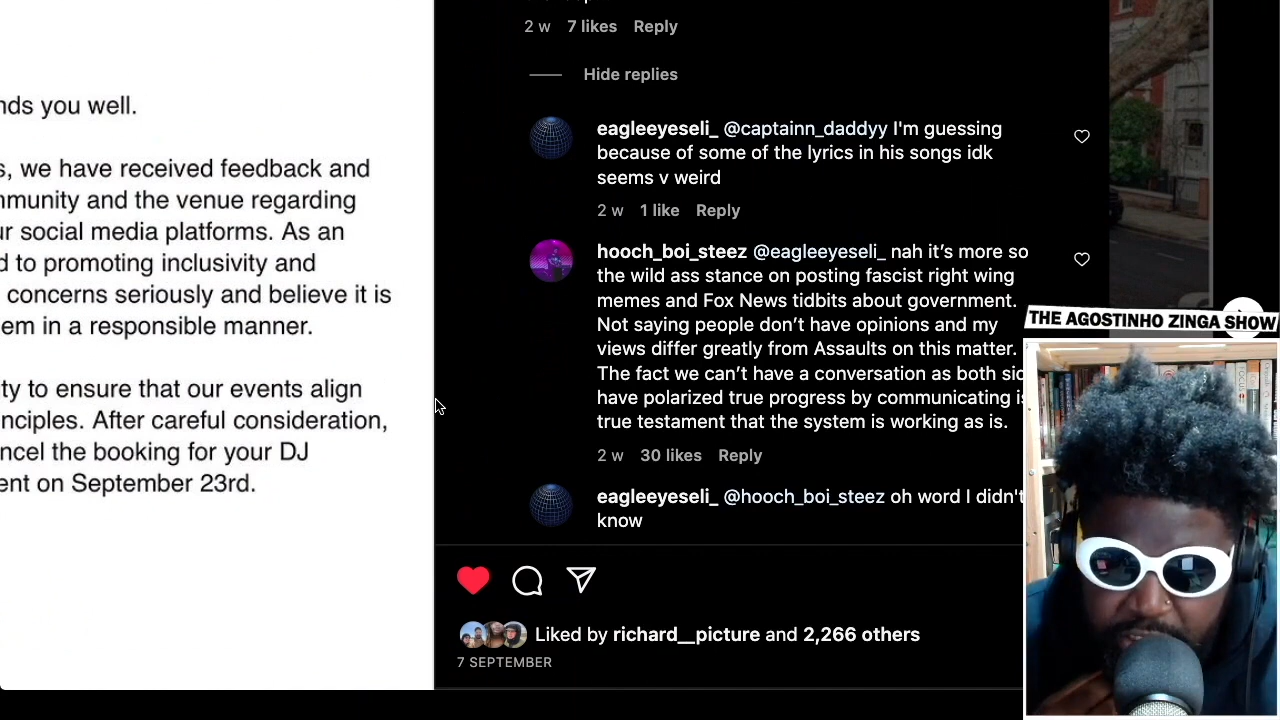 nds you well.
s, we have received feedback and
mmunity and the venue regarding
ur social media platforms. As an
d to promoting inclusivity and
concerns seriously and believe it is
em in a responsible manner.
ty to ensure that our events align
nciples. After careful consideration,
ncel the booking for your DJ
ent on September 23rd.
2 w 7 likes Reply
Hide replies
eagleeyeseli_ @captainn_daddyy I'm guessing
because of some of the lyrics in his songs idk
seems v weird
2 w 1 like Reply
hooch_boi_steez @eagleeyeseli_ nah it’s more so
the wild ass stance on posting fascist right wing
memes and Fox News tidbits about government.
Not saying people don’t have opinions and my
views differ greatly from Assaults on this matter.
The fact we can’t have a conversation as both sid
have polarized true progress by communicating is
true testament that the system is working as is.
2 w 30 likes Reply
eagleeyeseli_ @hooch_boi_steez oh word I didn't
know
Liked by richard__picture and 2,266 others
7 SEPTEMBER
THE AGOSTINHO ZINGA SHOW